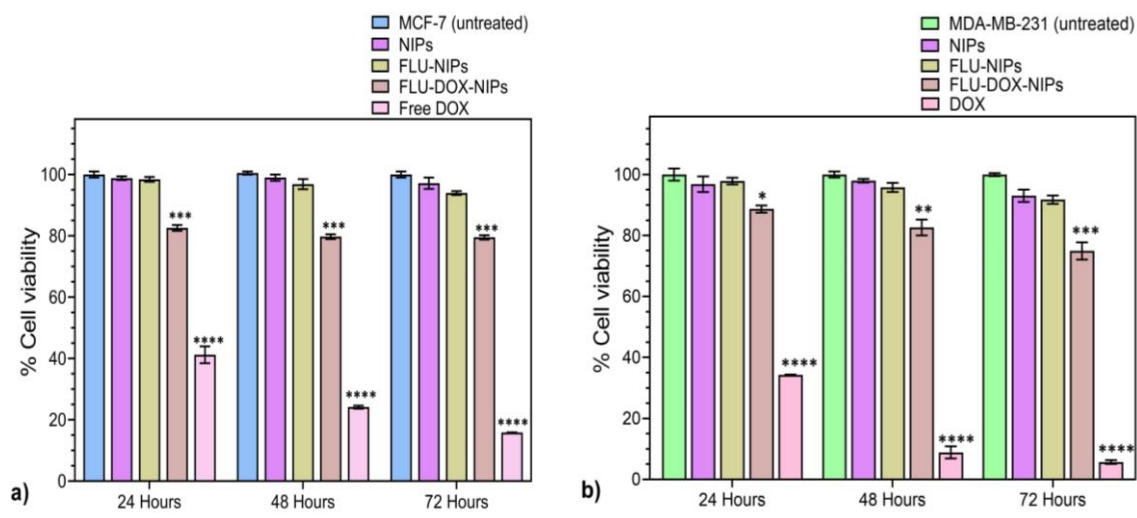 MCF-7 (untreated)
NIPs
FLU-NIPs
FLU-DOX-NIPs
Free DOX
% Cell viability
100
80
60
40
20
0
***
****
***
****
***
****
24 Hours
48 Hours
72 Hours
a)
MDA-MB-231 (untreated)
NIPs
FLU-NIPs
FLU-DOX-NIPs
DOX
% Cell viability
100
80
60
40
20
0
*
****
**
****
***
****
24 Hours
48 Hours
72 Hours
b)